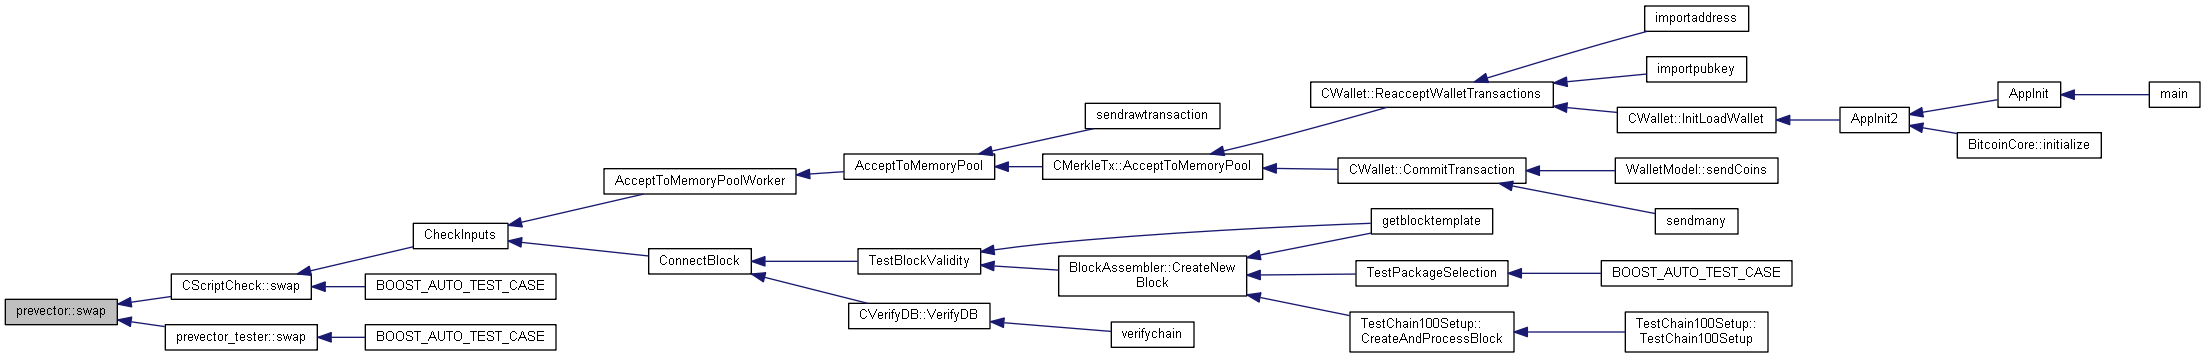 importaddress
importpubkey
CWallet::ReacceptWalletTransactions
AppInit
main
CWallet::InitLoadWallet
AppInit2
sendrawtransaction
BitcoinCore::initialize
AcceptToMemoryPool
CMerkleTx::AcceptToMemoryPool
CWallet::CommitTransaction
WalletModel::sendCoins
AcceptToMemoryPoolWorker
sendmany
getblocktemplate
CheckInputs
ConnectBlock
TestBlockValidity
BlockAssembler::CreateNew
Block
TestPackageSelection
BOOST_AUTO_TEST_CASE
CScriptCheck::swap
BOOST_AUTO_TEST_CASE
prevector::swap
CVerifyDB::VerifyDB
verifychain
TestChain100Setup::
CreateAndProcessBlock
TestChain100Setup::
TestChain100Setup
prevector_tester::swap
BOOST_AUTO_TEST_CASE